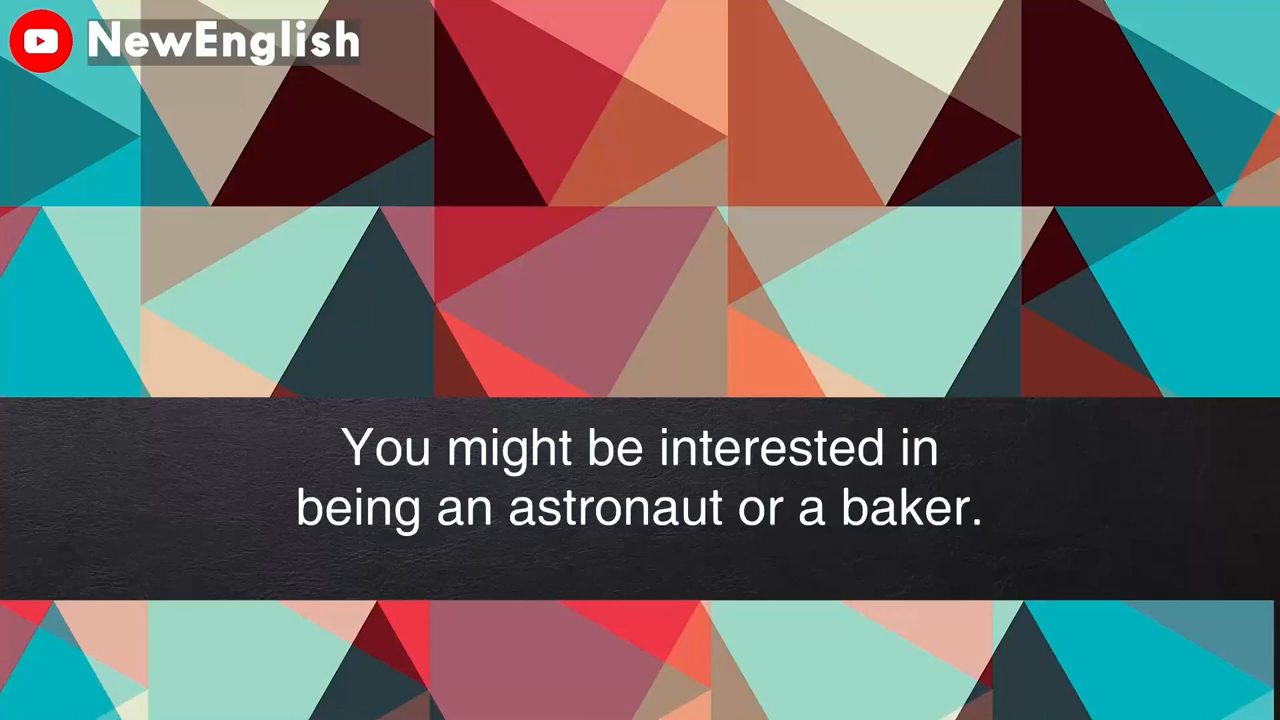 NewEnglish
You might be interested in
being an astronaut or a baker.